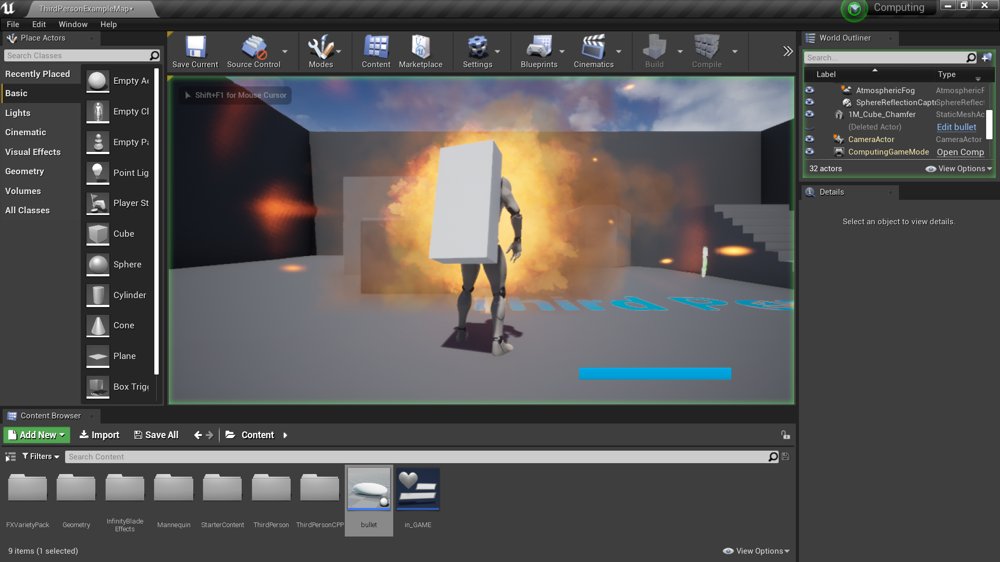 ThirdPersonExampleMap*
Computing
File Edit Window Help
Place Actors
Search Classes
Recently Placed
Basic
Lights
Cinematic
Visual Effects
Geometry
Volumes
All Classes
Empty Ac
Empty Cl
Empty Pa
Point Lig
Player St
Cube
Sphere
Cylinder
Cone
Plane
Box Trigg
Save Current
Source Control
Modes
Content
Marketplace
Settings
Blueprints
Cinematics
Build
Compile
Shift+F1 for Mouse Cursor
Third Pe
World Outliner
Search...
Label Type
AtmosphericFog AtmosphericF
SphereReflectionCaptu SphereReflect
1M_Cube_Chamfer StaticMeshAc
(Deleted Actor) Edit bullet
CameraActor CameraActor
ComputingGameMode Open Comp
32 actors View Options
Details
Select an object to view details.
Content Browser
Add New Import Save All Content
Filters Search Content
FXVarietyPack
Geometry
InfinityBlade
Effects
Mannequin
StarterContent
ThirdPerson
ThirdPersonCPP
bullet
in_GAME
9 items (1 selected) View Options